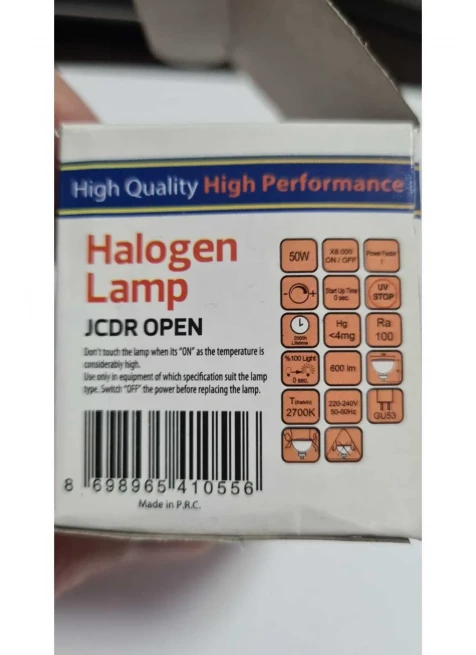 High Quality High Performance
Halogen
Lamp
JCDR OPEN
Don't touch the lamp when its "ON" as the temperature is
considerably high.
Use only in equipment of which specification suit the lamp
type. Switch "OFF" the power before replacing the lamp.
8 698965 410556
Made in P.R.C.
50W
X8.000
ON / OFF
Power Factor
1
- +
Start Up Time
0 sec.
UV
STOP
2000h
Lifetime
Hg
<4mg
Ra
100
%100 Light
0 sec.
600 lm
T(kelvin)
2700K
220-240V
50-60Hz
GU53